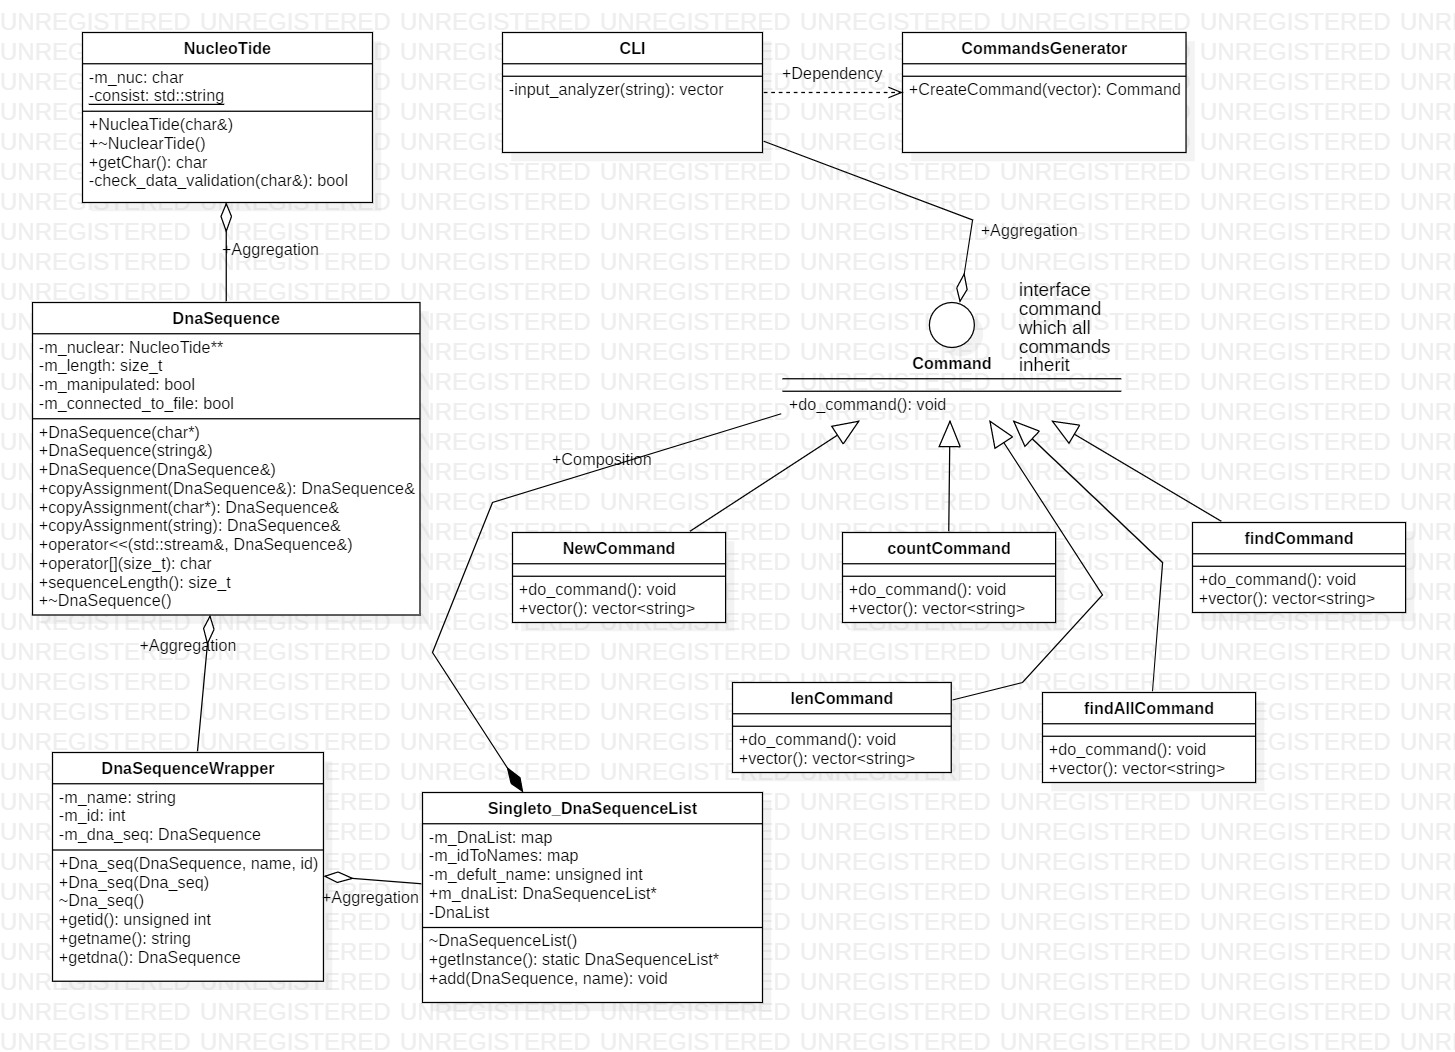 NucleoTide
-m_nuc: char
-consist: std::string
+NucleaTide(char&)
+~NuclearTide()
+getChar(): char
-check_data_validation(char&): bool
CLI
-input_analyzer(string): vector
+Dependency
CommandsGenerator
+CreateCommand(vector): Command
+Aggregation
+Aggregation
interface
command
which all
commands
inherit
Command
+do_command(): void
DnaSequence
-m_nuclear: NucleoTide**
-m_length: size_t
-m_manipulated: bool
-m_connected_to_file: bool
+DnaSequence(char*)
+DnaSequence(string&)
+DnaSequence(DnaSequence&)
+copyAssignment(DnaSequence&): DnaSequence&
+copyAssignment(char*): DnaSequence&
+copyAssignment(string): DnaSequence&
+operator<<(std::stream&, DnaSequence&)
+operator[](size_t): char
+sequenceLength(): size_t
+~DnaSequence()
+Composition
NewCommand
+do_command(): void
+vector(): vector<string>
countCommand
+do_command(): void
+vector(): vector<string>
findCommand
+do_command(): void
+vector(): vector<string>
+Aggregation
lenCommand
+do_command(): void
+vector(): vector<string>
findAllCommand
+do_command(): void
+vector(): vector<string>
DnaSequenceWrapper
-m_name: string
-m_id: int
-m_dna_seq: DnaSequence
+Dna_seq(DnaSequence, name, id)
+Dna_seq(Dna_seq)
~Dna_seq()
+getid(): unsigned int
+getname(): string
+getdna(): DnaSequence
+Aggregation
Singleto_DnaSequenceList
-m_DnaList: map
-m_idToNames: map
-m_defult_name: unsigned int
+m_dnaList: DnaSequenceList*
-DnaList
~DnaSequenceList()
+getInstance(): static DnaSequenceList*
+add(DnaSequence, name): void